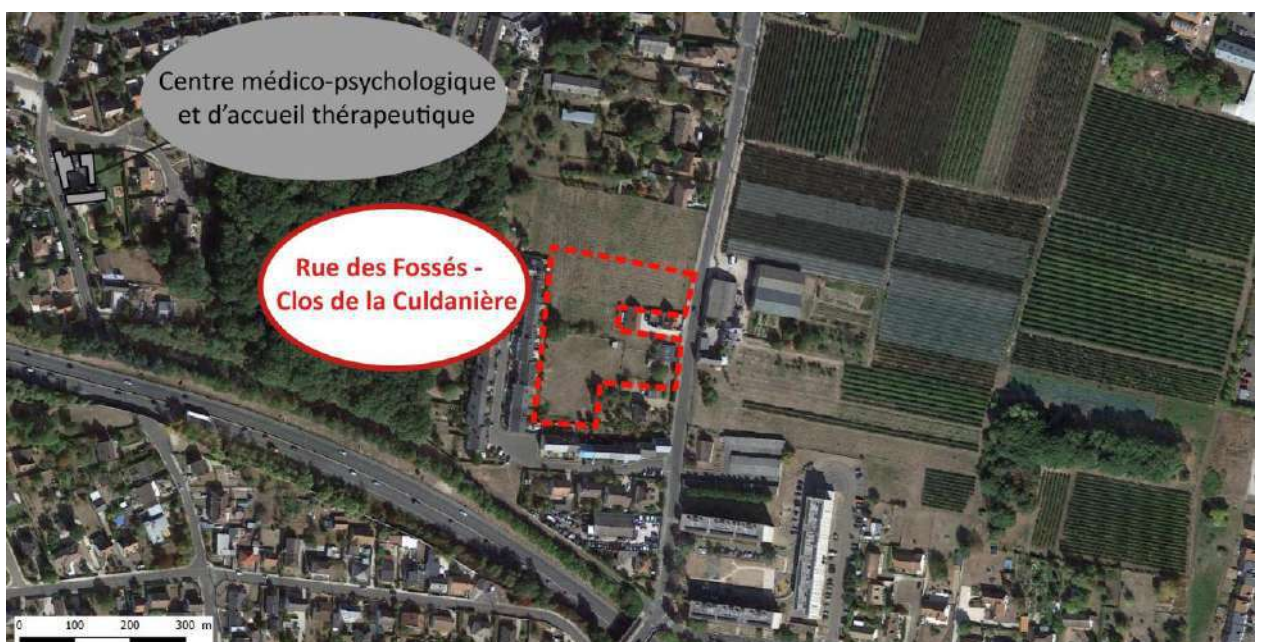 Centre médico-psychologique
et d'accueil thérapeutique
Rue des Fossés -
Clos de la Culdanière
0 100 200 300 m